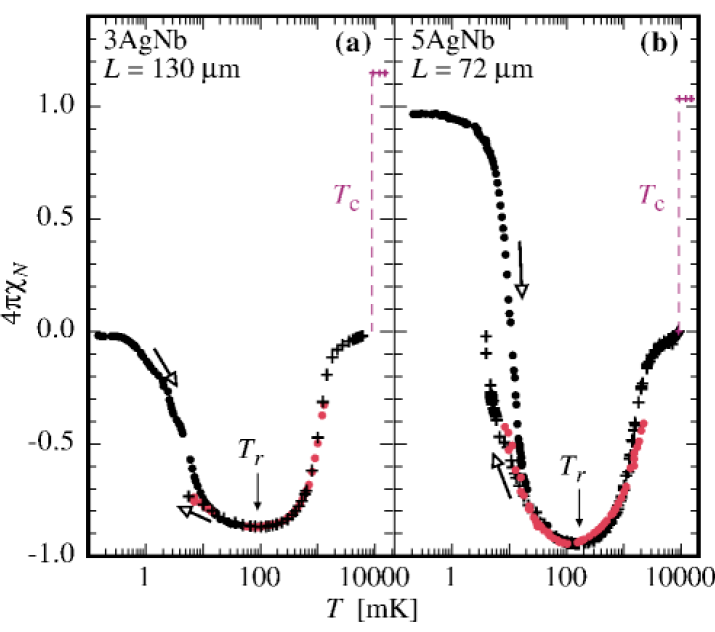 3AgNb
(a)
L = 130 μm
5AgNb
(b)
L = 72 μm
1.0
0.5
0.0
-0.5
-1.0
4πχN
Tc
Tc
Tr
Tr
1
100
10000
1
100
10000
T [mK]